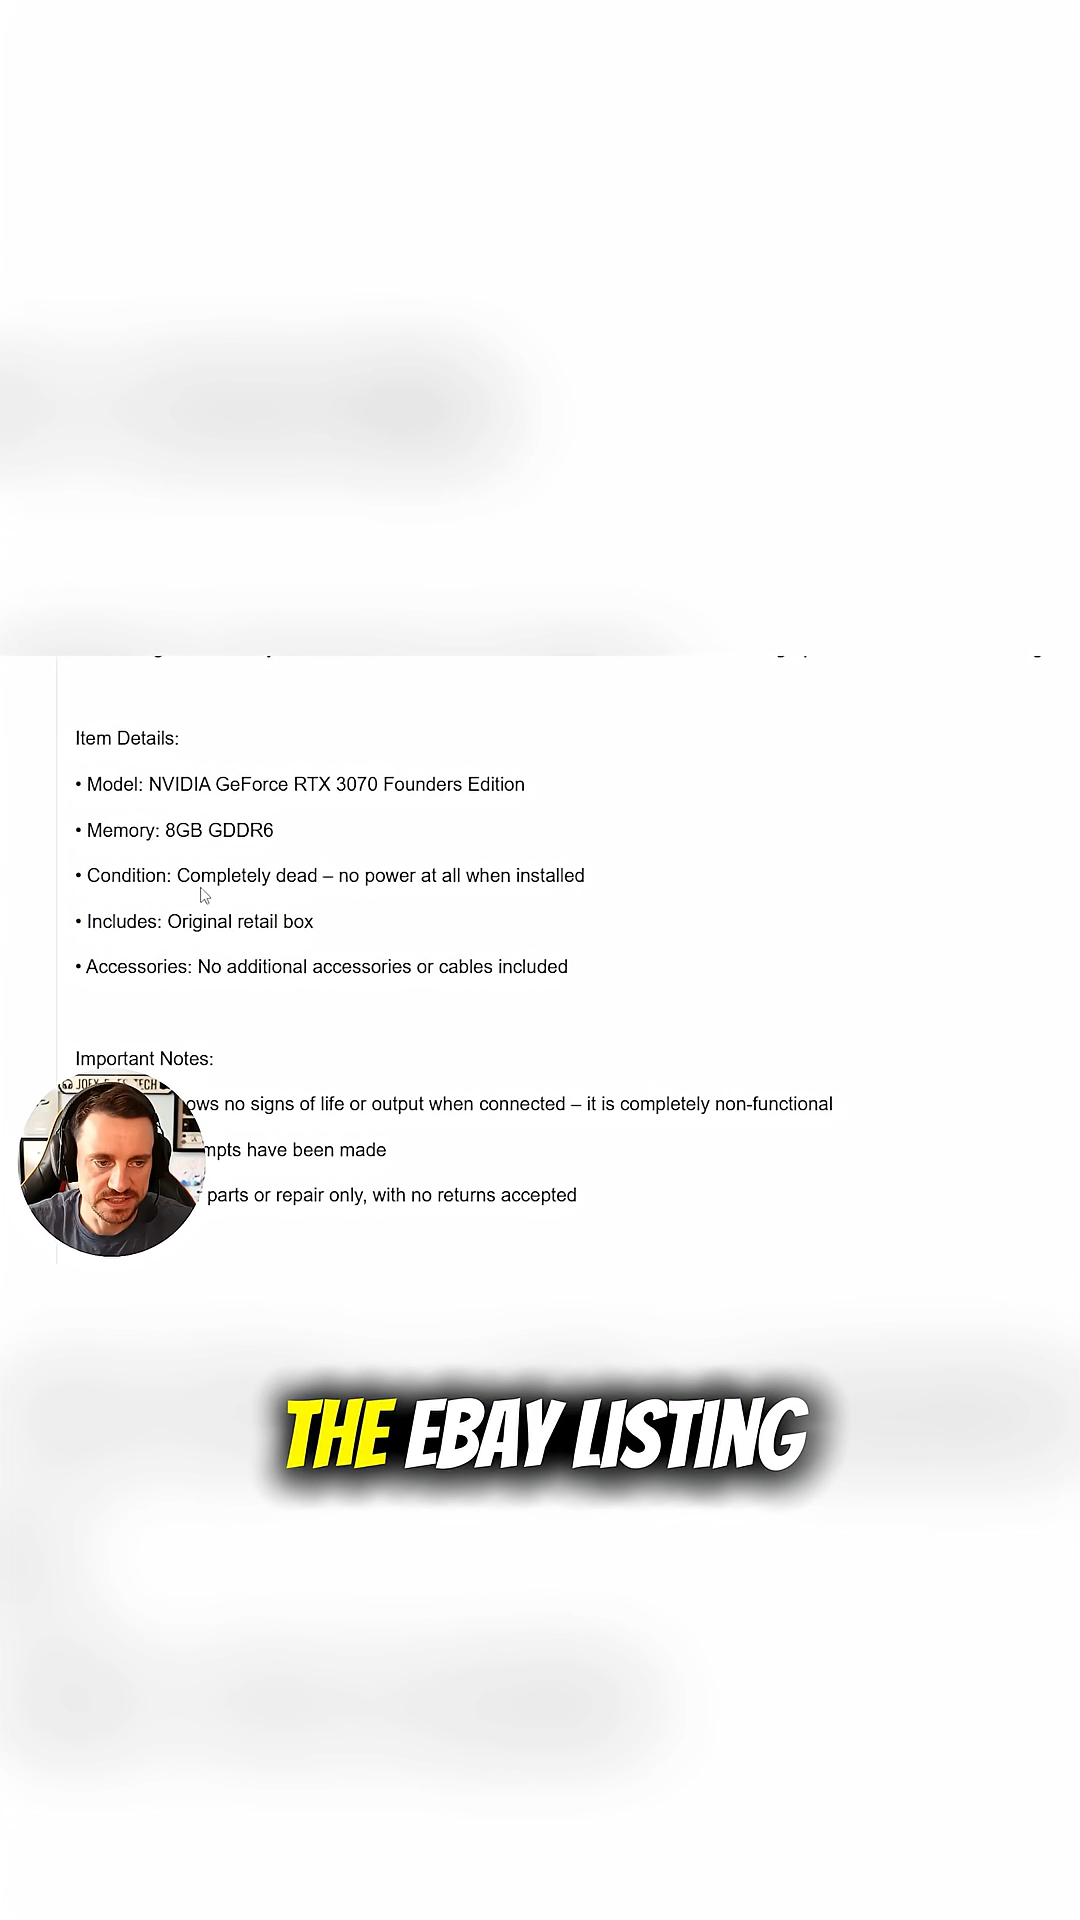 Item Details:
• Model: NVIDIA GeForce RTX 3070 Founders Edition
• Memory: 8GB GDDR6
• Condition: Completely dead – no power at all when installed
• Includes: Original retail box
• Accessories: No additional accessories or cables included
Important Notes:
ows no signs of life or output when connected – it is completely non-functional
mpts have been made
parts or repair only, with no returns accepted
THE EBAY LISTING